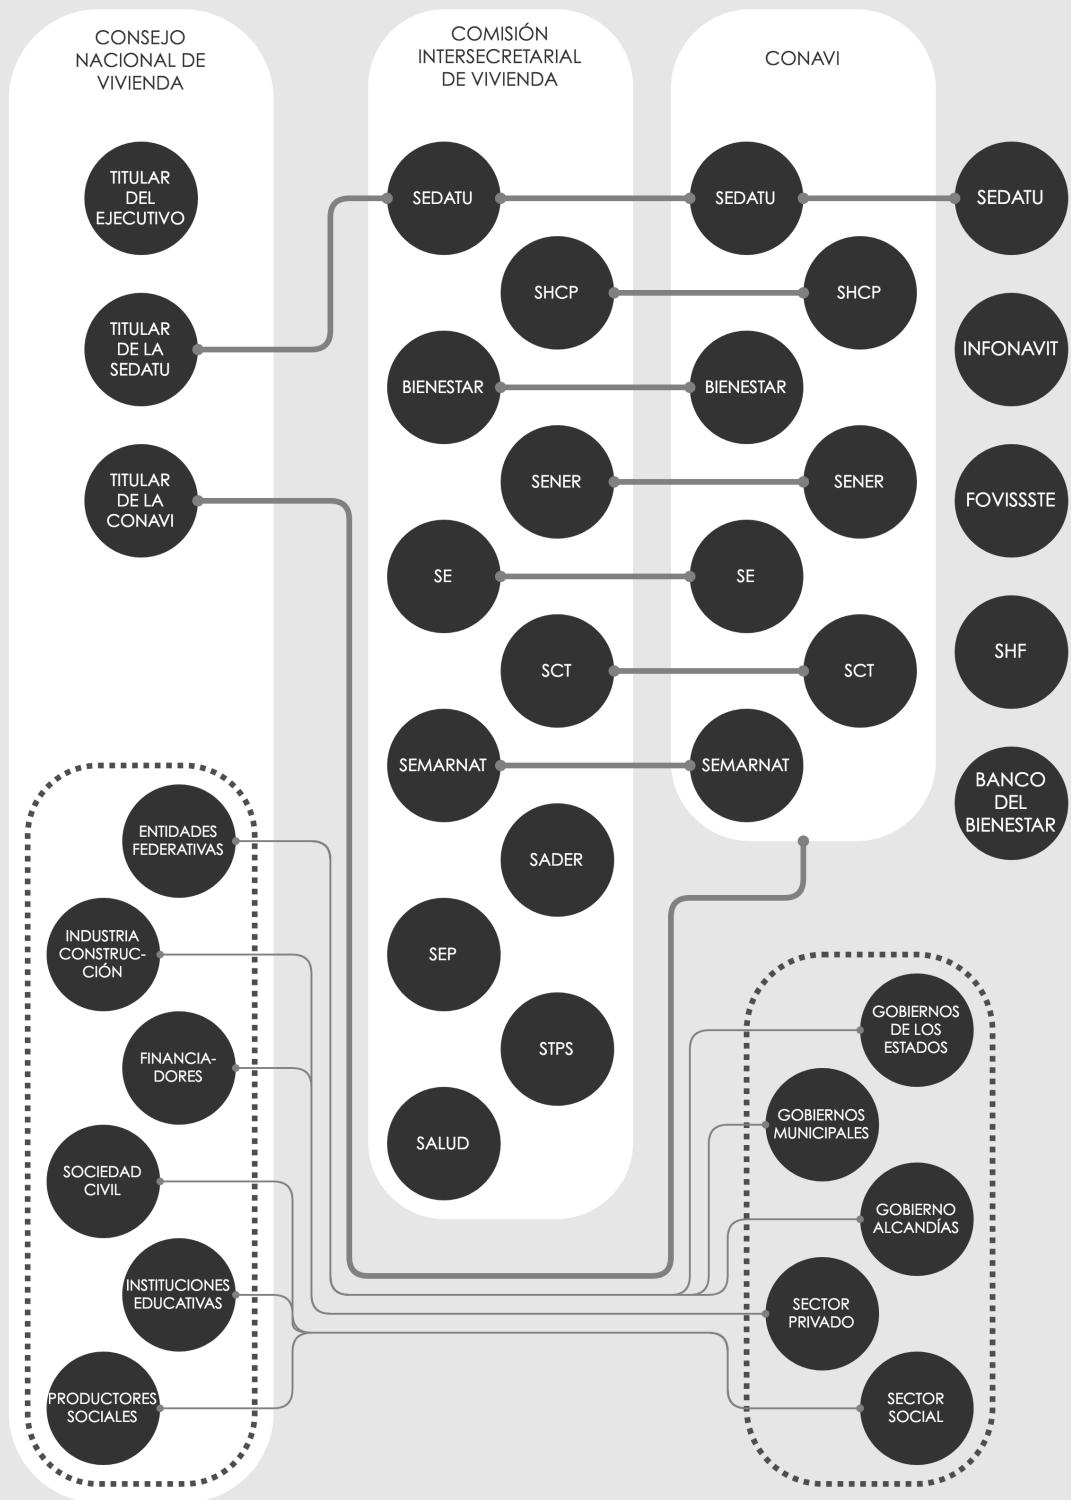 CONSEJO
NACIONAL DE
VIVIENDA
TITULAR
DEL
EJECUTIVO
TITULAR
DE LA
SEDATU
TITULAR
DE LA
CONAVI
ENTIDADES
FEDERATIVAS
INDUSTRIA
CONSTRUC-
CIÓN
FINANCIA-
DORES
SOCIEDAD
CIVIL
INSTITUCIONES
EDUCATIVAS
PRODUCTORES
SOCIALES
COMISIÓN
INTERSECRETARIAL
DE VIVIENDA
SEDATU
SHCP
BIENESTAR
SENER
SE
SCT
SEMARNAT
SADER
SEP
STPS
SALUD
CONAVI
SEDATU
SHCP
BIENESTAR
SENER
SE
SCT
SEMARNAT
SEDATU
INFONAVIT
FOVISSSTE
SHF
BANCO
DEL
BIENESTAR
GOBIERNOS
DE LOS
ESTADOS
GOBIERNOS
MUNICIPALES
GOBIERNO
ALCANDÍAS
SECTOR
PRIVADO
SECTOR
SOCIAL